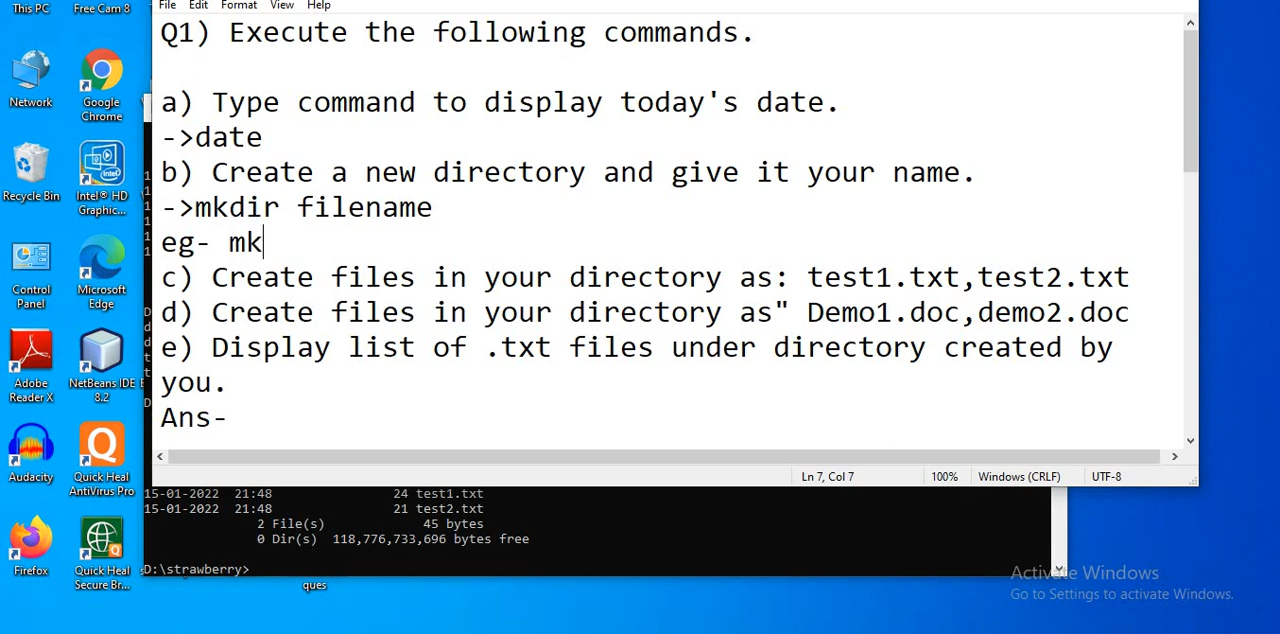 This PC
Free Cam 8
File Edit Format View Help
Q1) Execute the following commands.
a) Type command to display today's date.
->date
b) Create a new directory and give it your name.
->mkdir filename
eg- mk
c) Create files in your directory as: test1.txt,test2.txt
d) Create files in your directory as" Demo1.doc,demo2.doc
e) Display list of .txt files under directory created by
you.
Ans-
Ln 7, Col 7
100%
Windows (CRLF)
UTF-8
Network
Google
Chrome
Recycle Bin
Intel® HD
Graphic...
Control
Panel
Microsoft
Edge
Adobe
Reader X
NetBeans IDE
8.2
Audacity
Quick Heal
AntiVirus Pro
Firefox
Quick Heal
Secure Br...
15-01-2022 21:48 24 test1.txt
15-01-2022 21:48 21 test2.txt
2 File(s) 45 bytes
0 Dir(s) 118,776,733,696 bytes free
D:\strawberry>
ques
Activate Windows
Go to Settings to activate Windows.